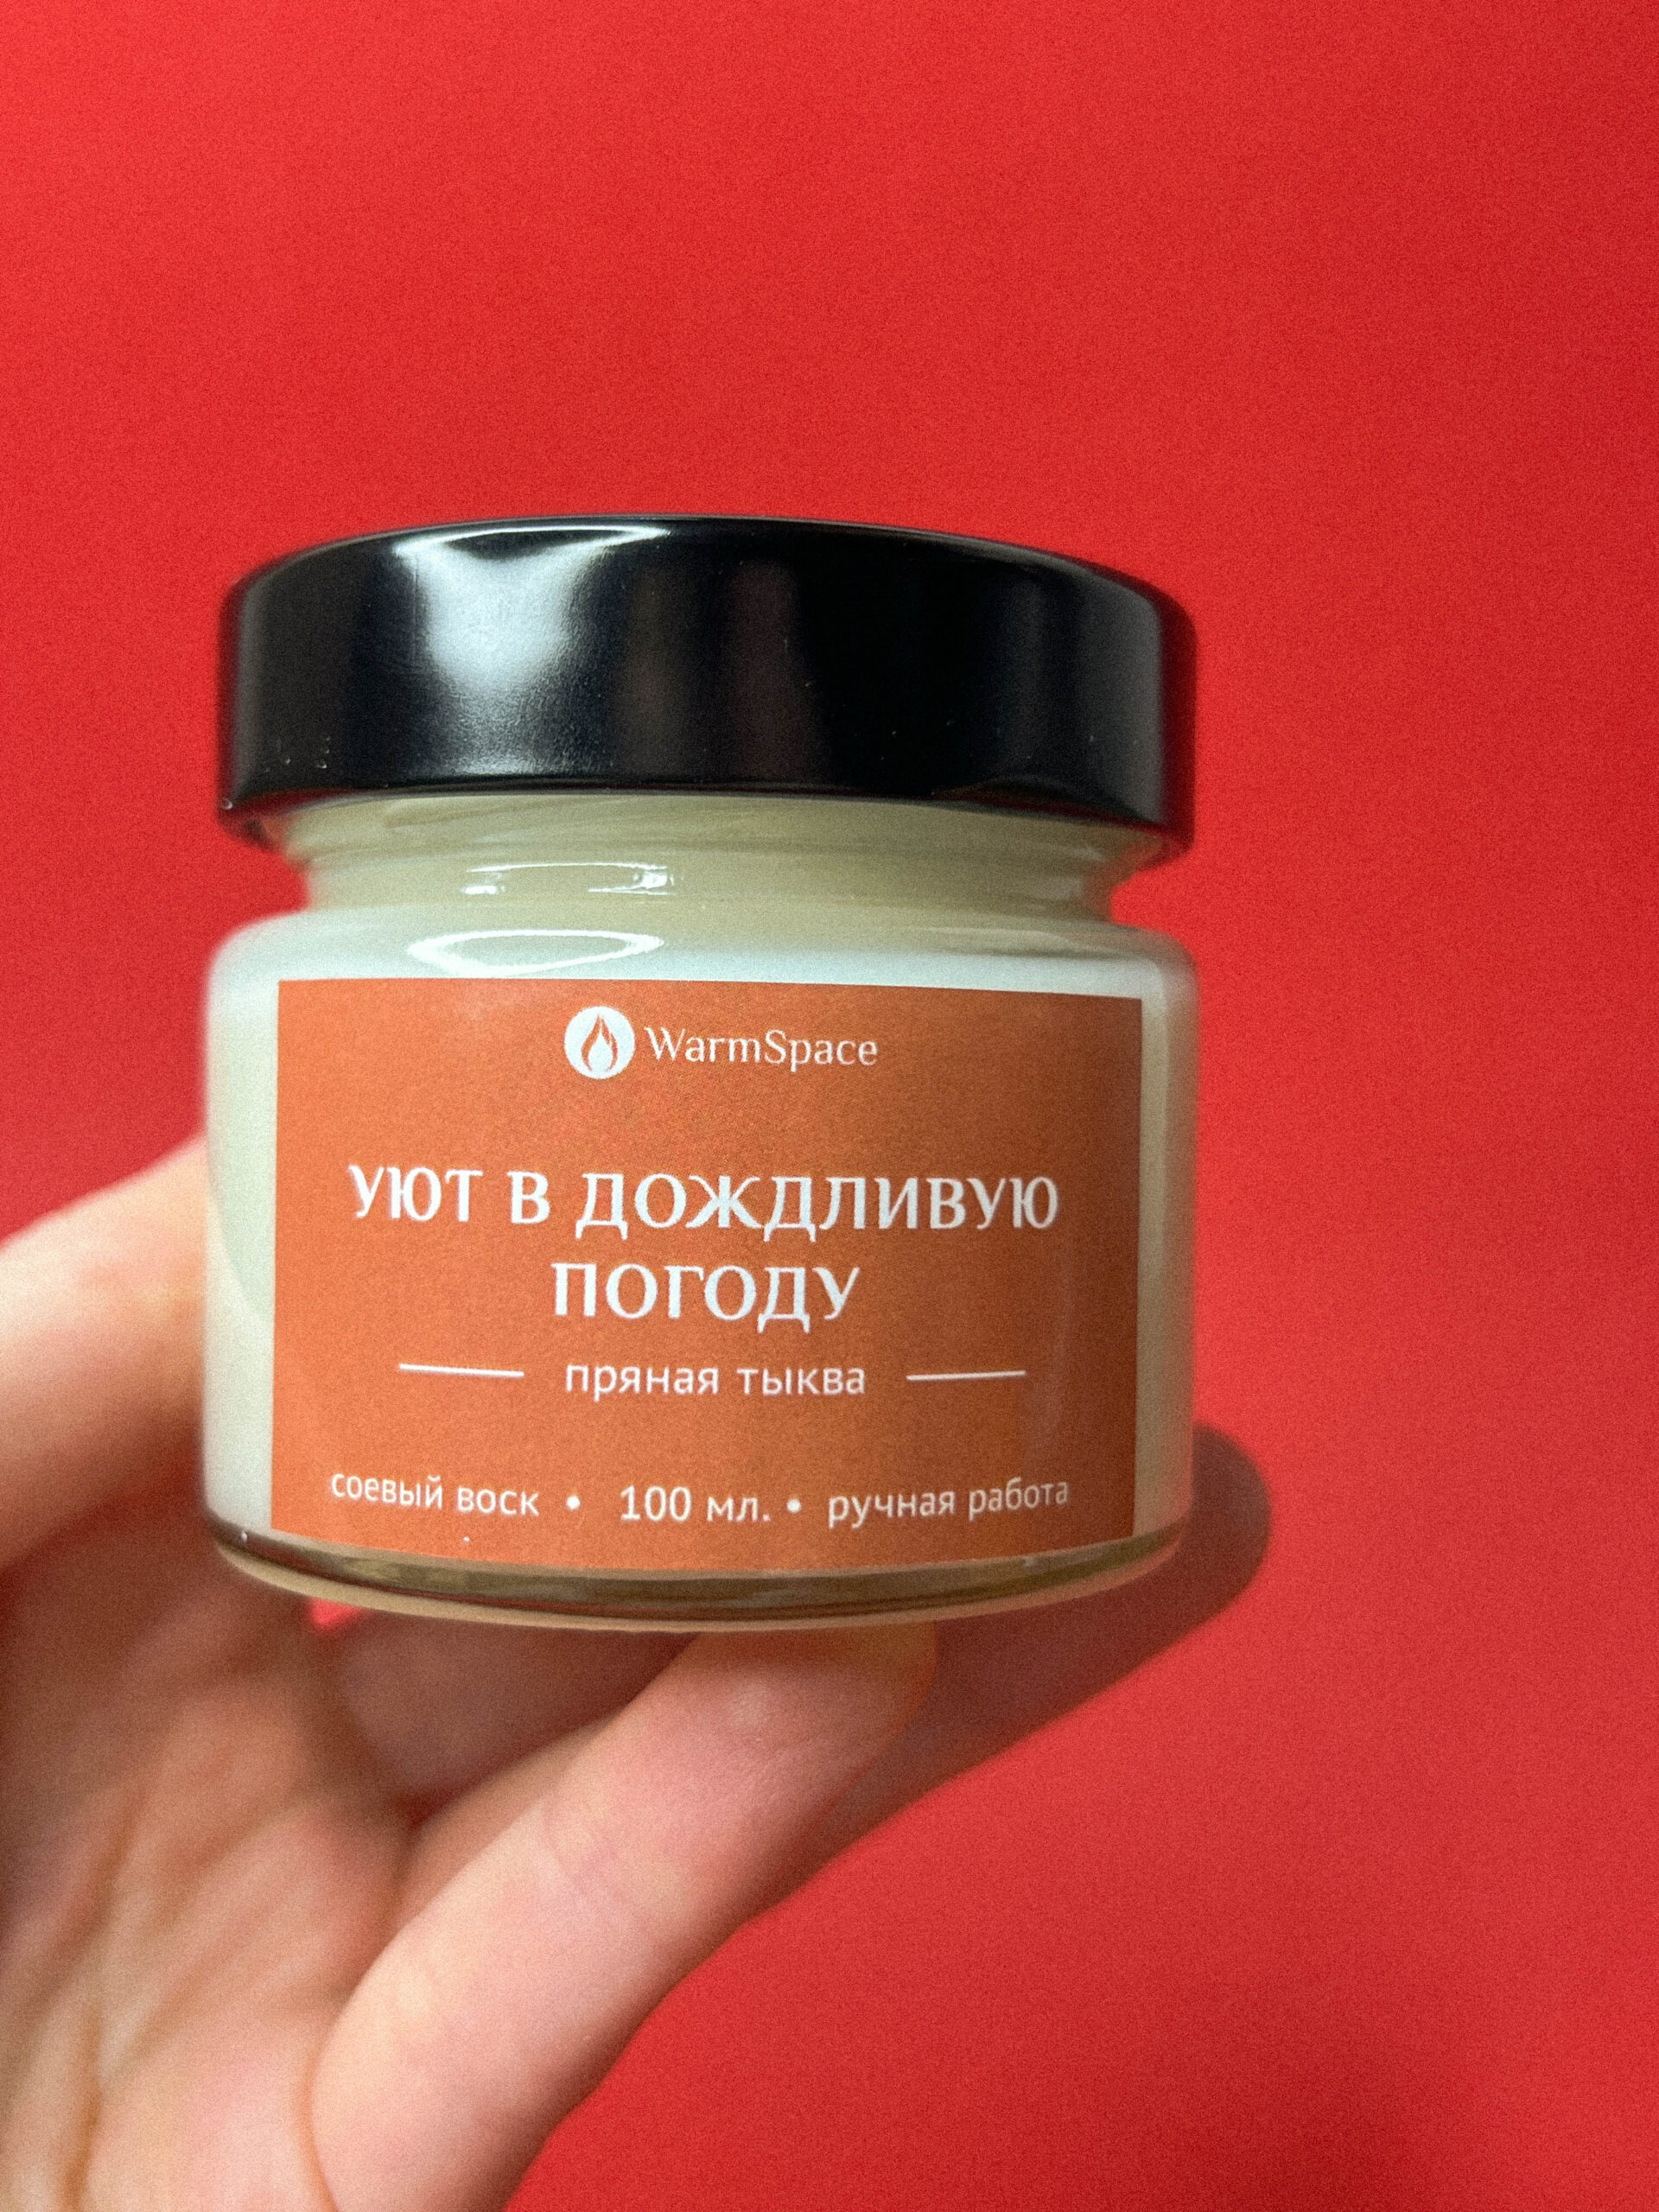 WarmSpace
УЮТ В ДОЖДЛИВУЮ
ПОГОДУ
пряная тыква
соевый воск • 100 мл. • ручная работа